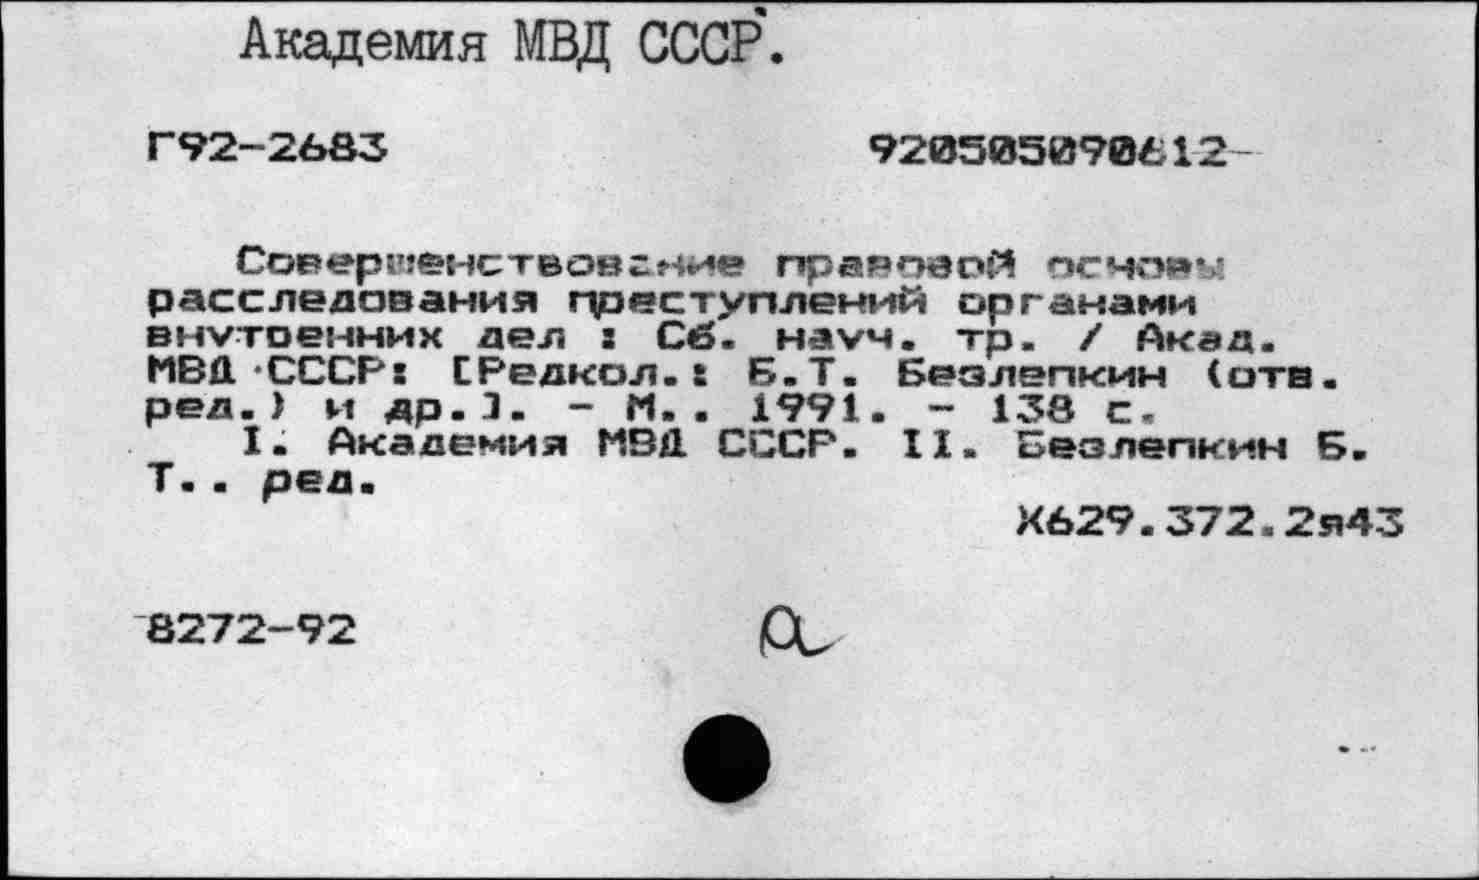 Академия МВД СССР.
Г92-2683 920505090612
Совершенствование правовой основы
расследования преступлений органами
внутренних дел : Сб. науч. тр. / Акад.
МВД СССР; [Редкол.: Б.Т. Безлепкин (отв.
ред.) и др.]. - М., 1991. - 138 с.
I. Академия МВД СССР. II. Безлепкин Б.
Т., ред.
Х629.372.2я43
8272-92